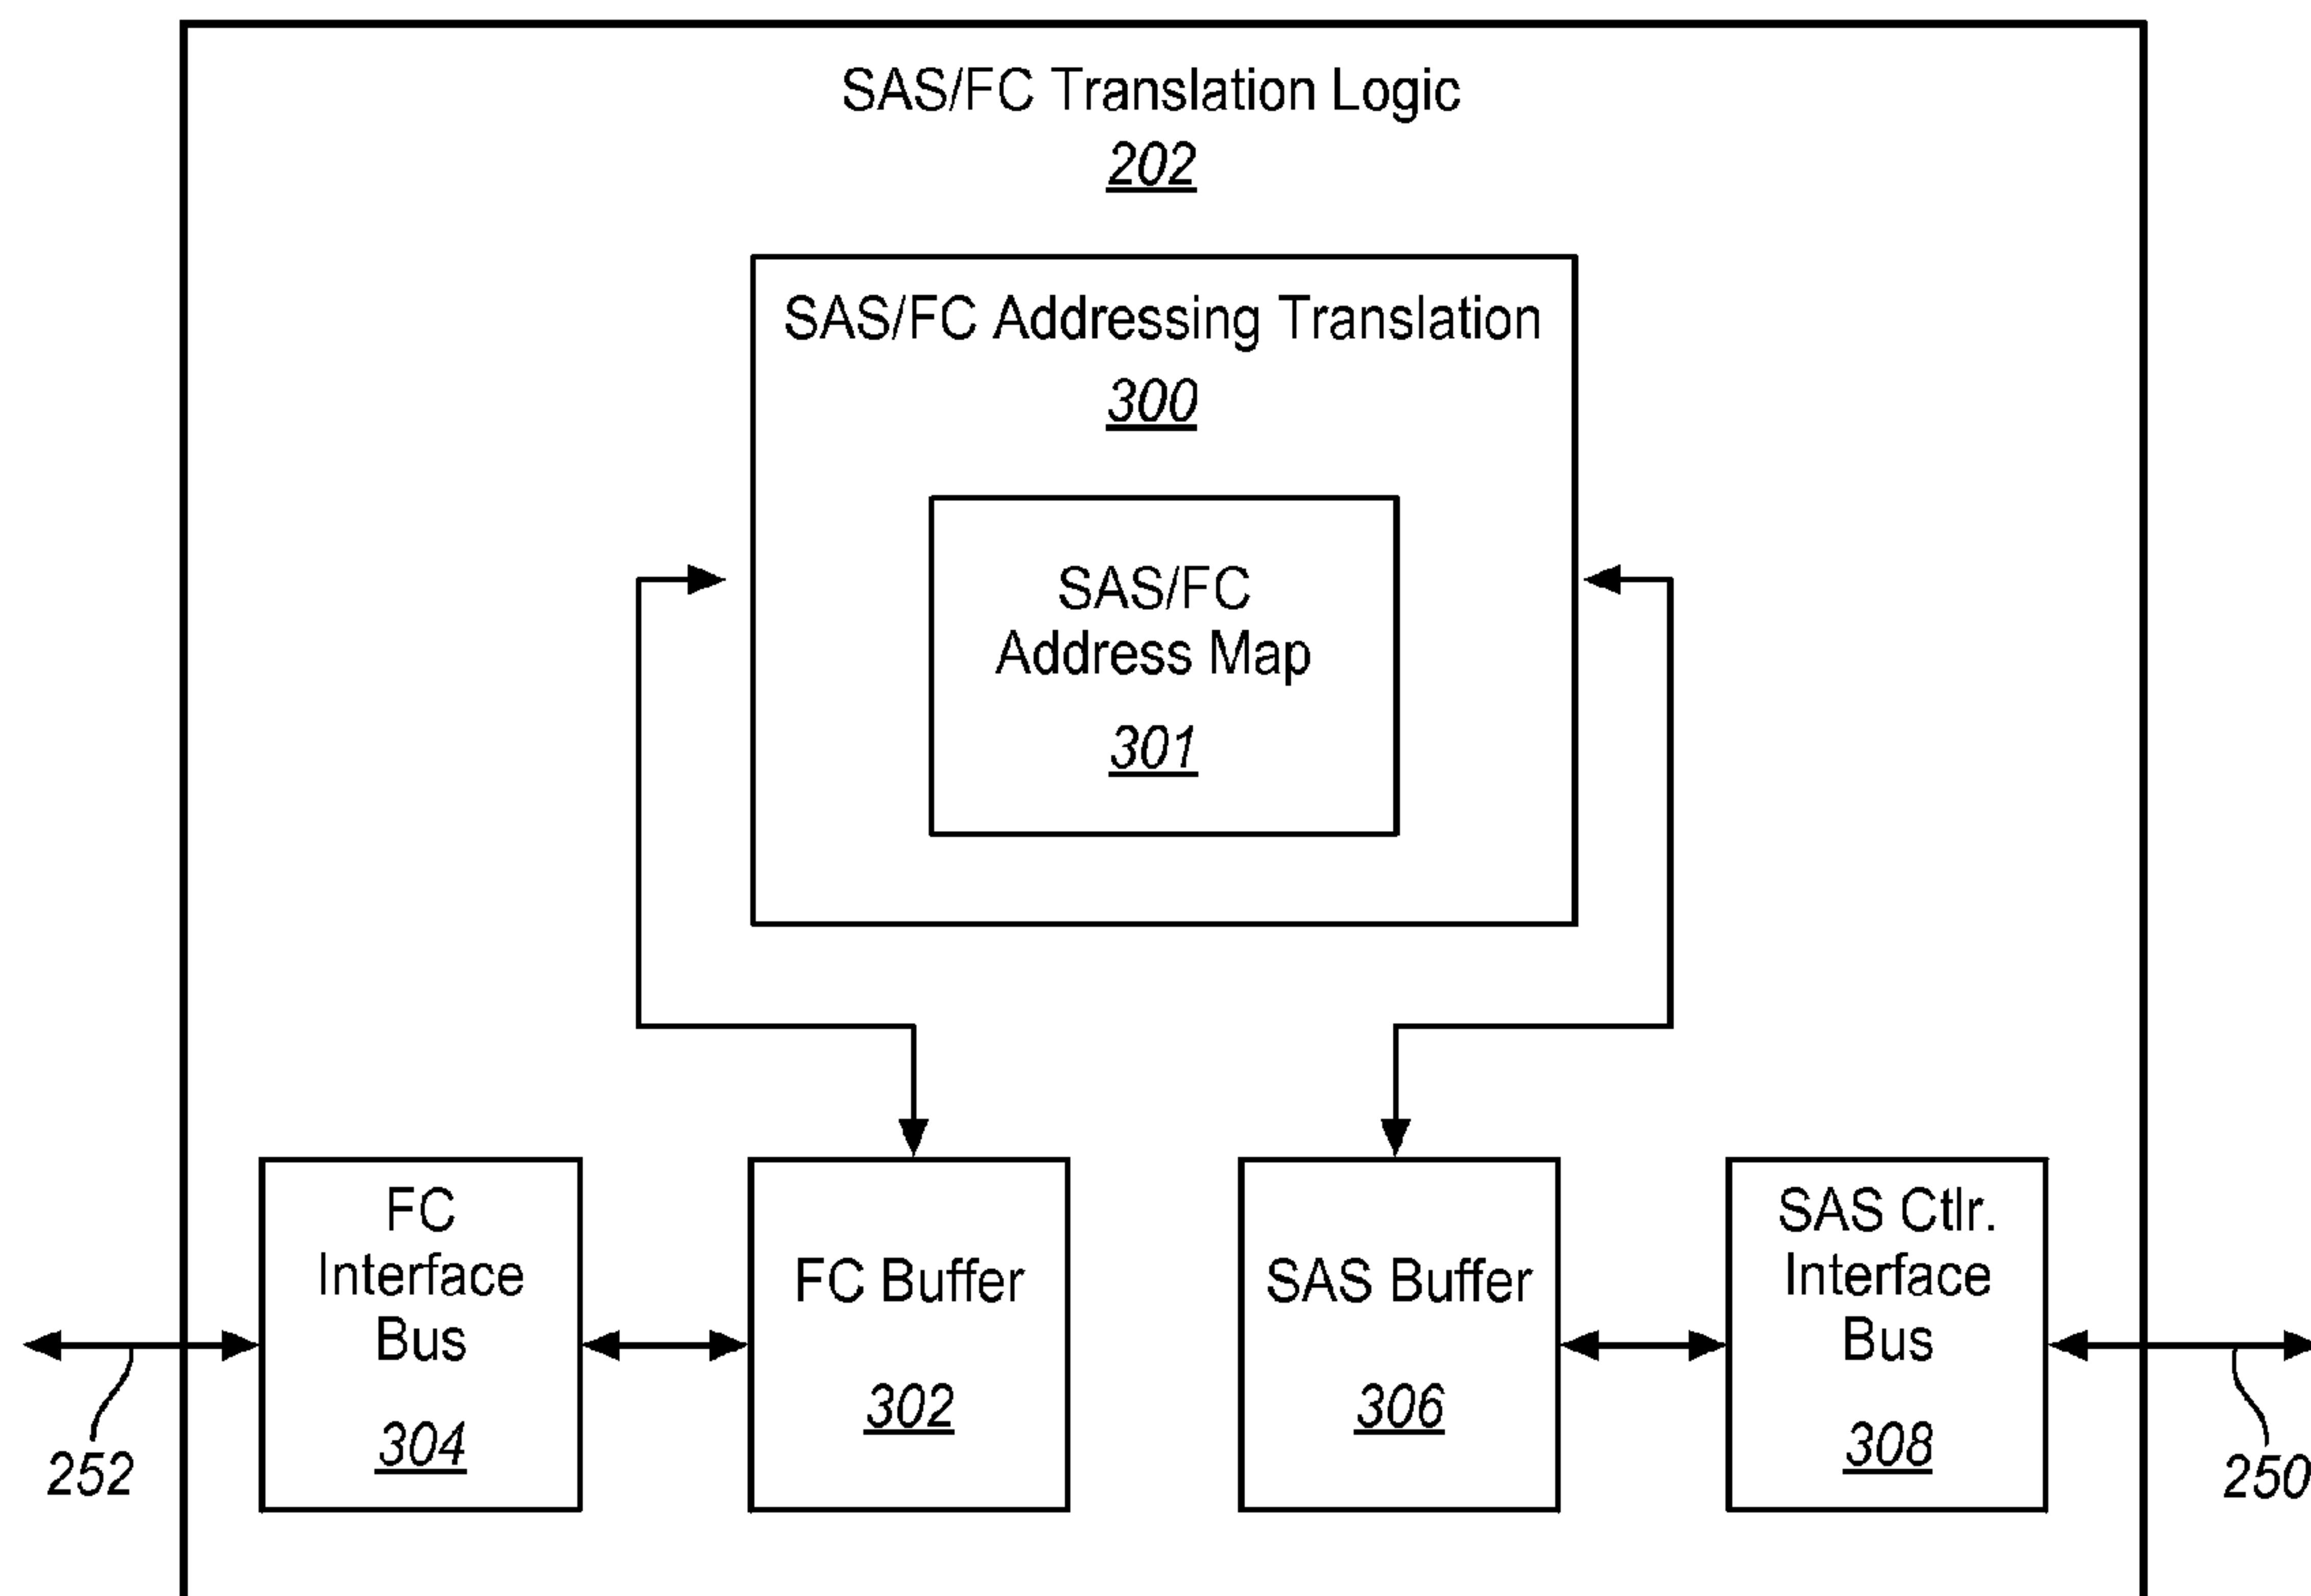 SAS/FC Translation Logic
202
SAS/FC Addressing Translation
300
SAS/FC
Address Map
301
FC
Interface
Bus
304
FC Buffer
302
SAS Buffer
306
SAS Ctlr.
Interface
Bus
308
252
250